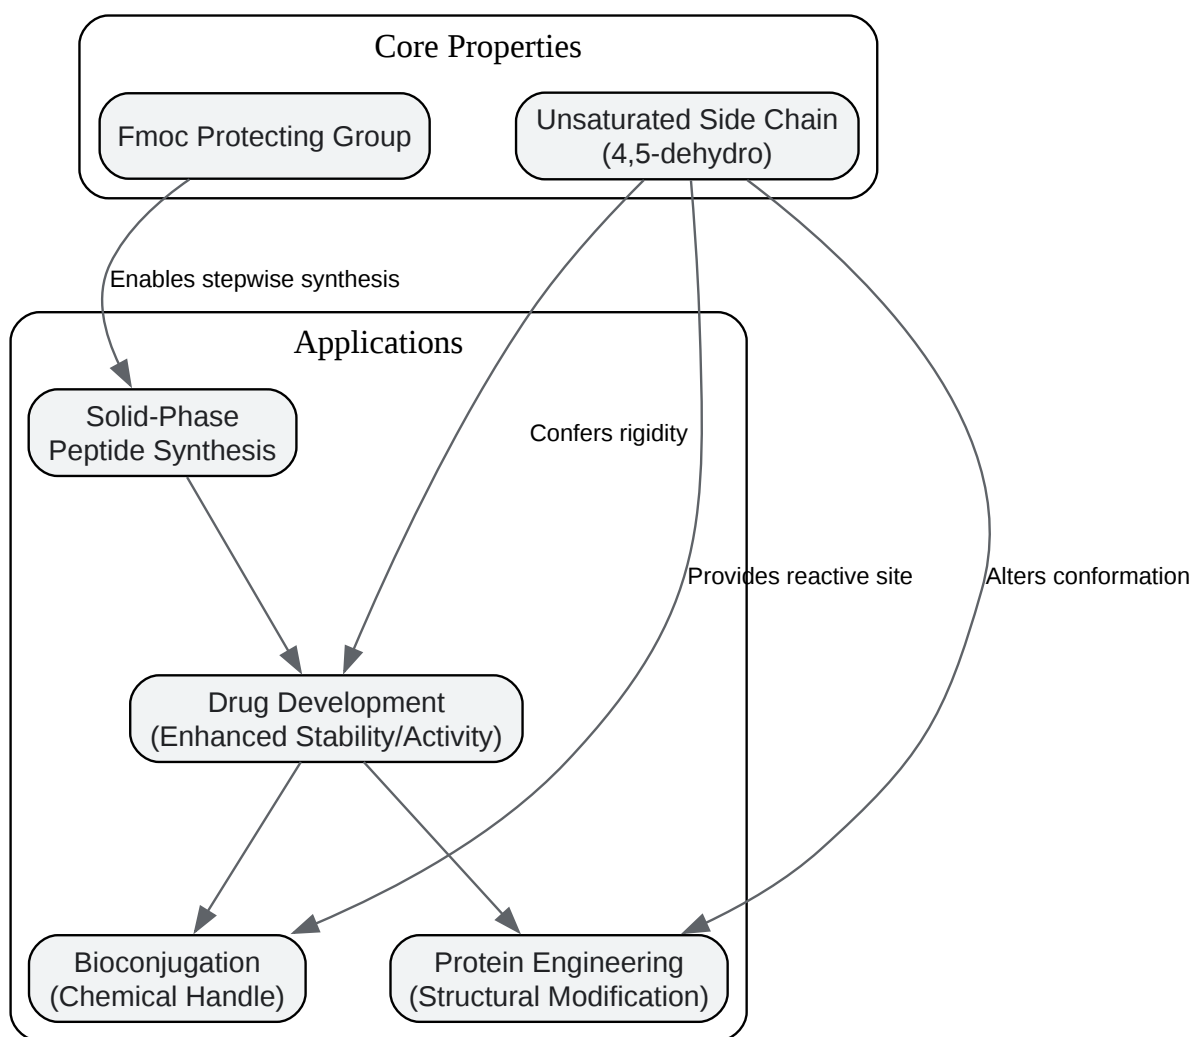 Core Properties
Fmoc Protecting Group
Unsaturated Side Chain
(4,5-dehydro)
Enables stepwise synthesis
Applications
Solid-Phase
Peptide Synthesis
Confers rigidity
Provides reactive site
Alters conformation
Drug Development
(Enhanced Stability/Activity)
Bioconjugation
(Chemical Handle)
Protein Engineering
(Structural Modification)